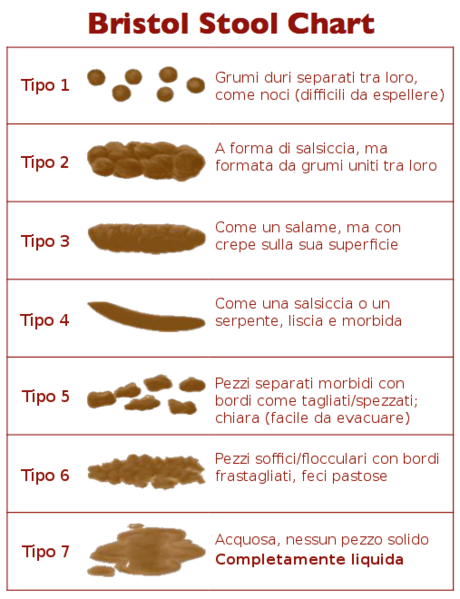 Bristol Stool Chart
Tipo 1
Grumi duri separati tra loro,
come noci (difficili da espellere)
Tipo 2
A forma di salsiccia, ma
formata da grumi uniti tra loro
Tipo 3
Come un salame, ma con
crepe sulla sua superficie
Tipo 4
Come una salsiccia o un
serpente, liscia e morbida
Tipo 5
Pezzi separati morbidi con
bordi come tagliati/spezzati;
chiara (facile da evacuare)
Tipo 6
Pezzi soffici/flocculari con bordi
frastagliati, feci pastose
Tipo 7
Acquosa, nessun pezzo solido
Completamente liquida